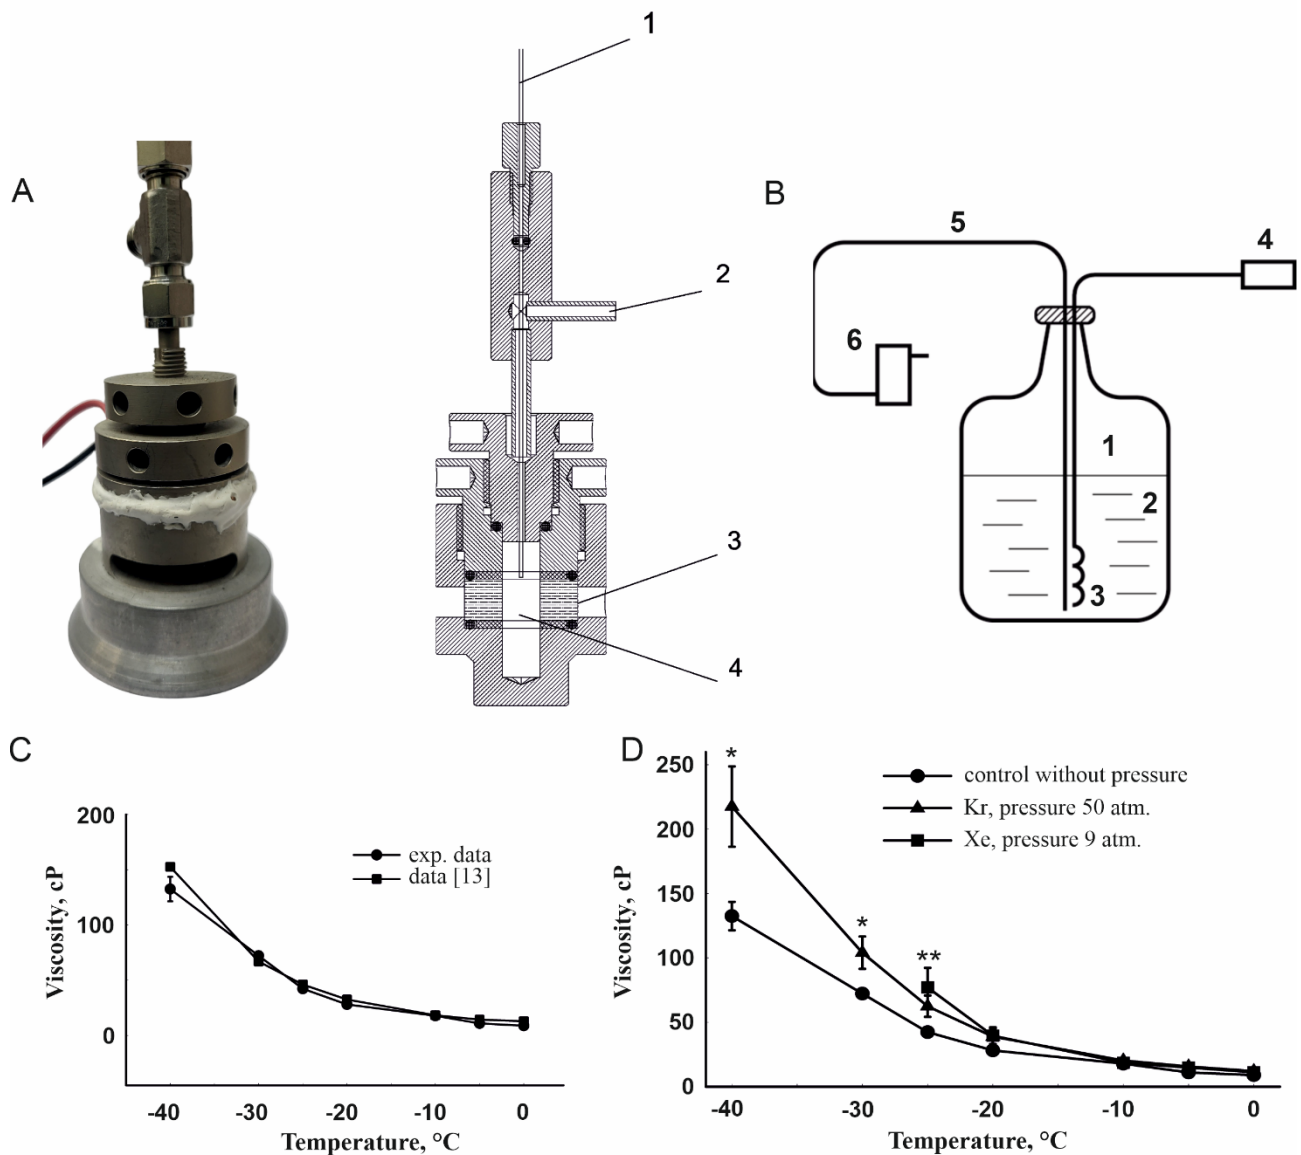 A
1
2
3
4
B
5
4
6
1
2
3
C
200
100
0
Viscosity, cP
exp. data
data [13]
-40
-30
-20
-10
0
Temperature, °C
D
250
200
150
100
50
0
Viscosity, cP
control without pressure
Kr, pressure 50 atm.
Xe, pressure 9 atm.
*
*
**
-40
-30
-20
-10
0
Temperature, °C